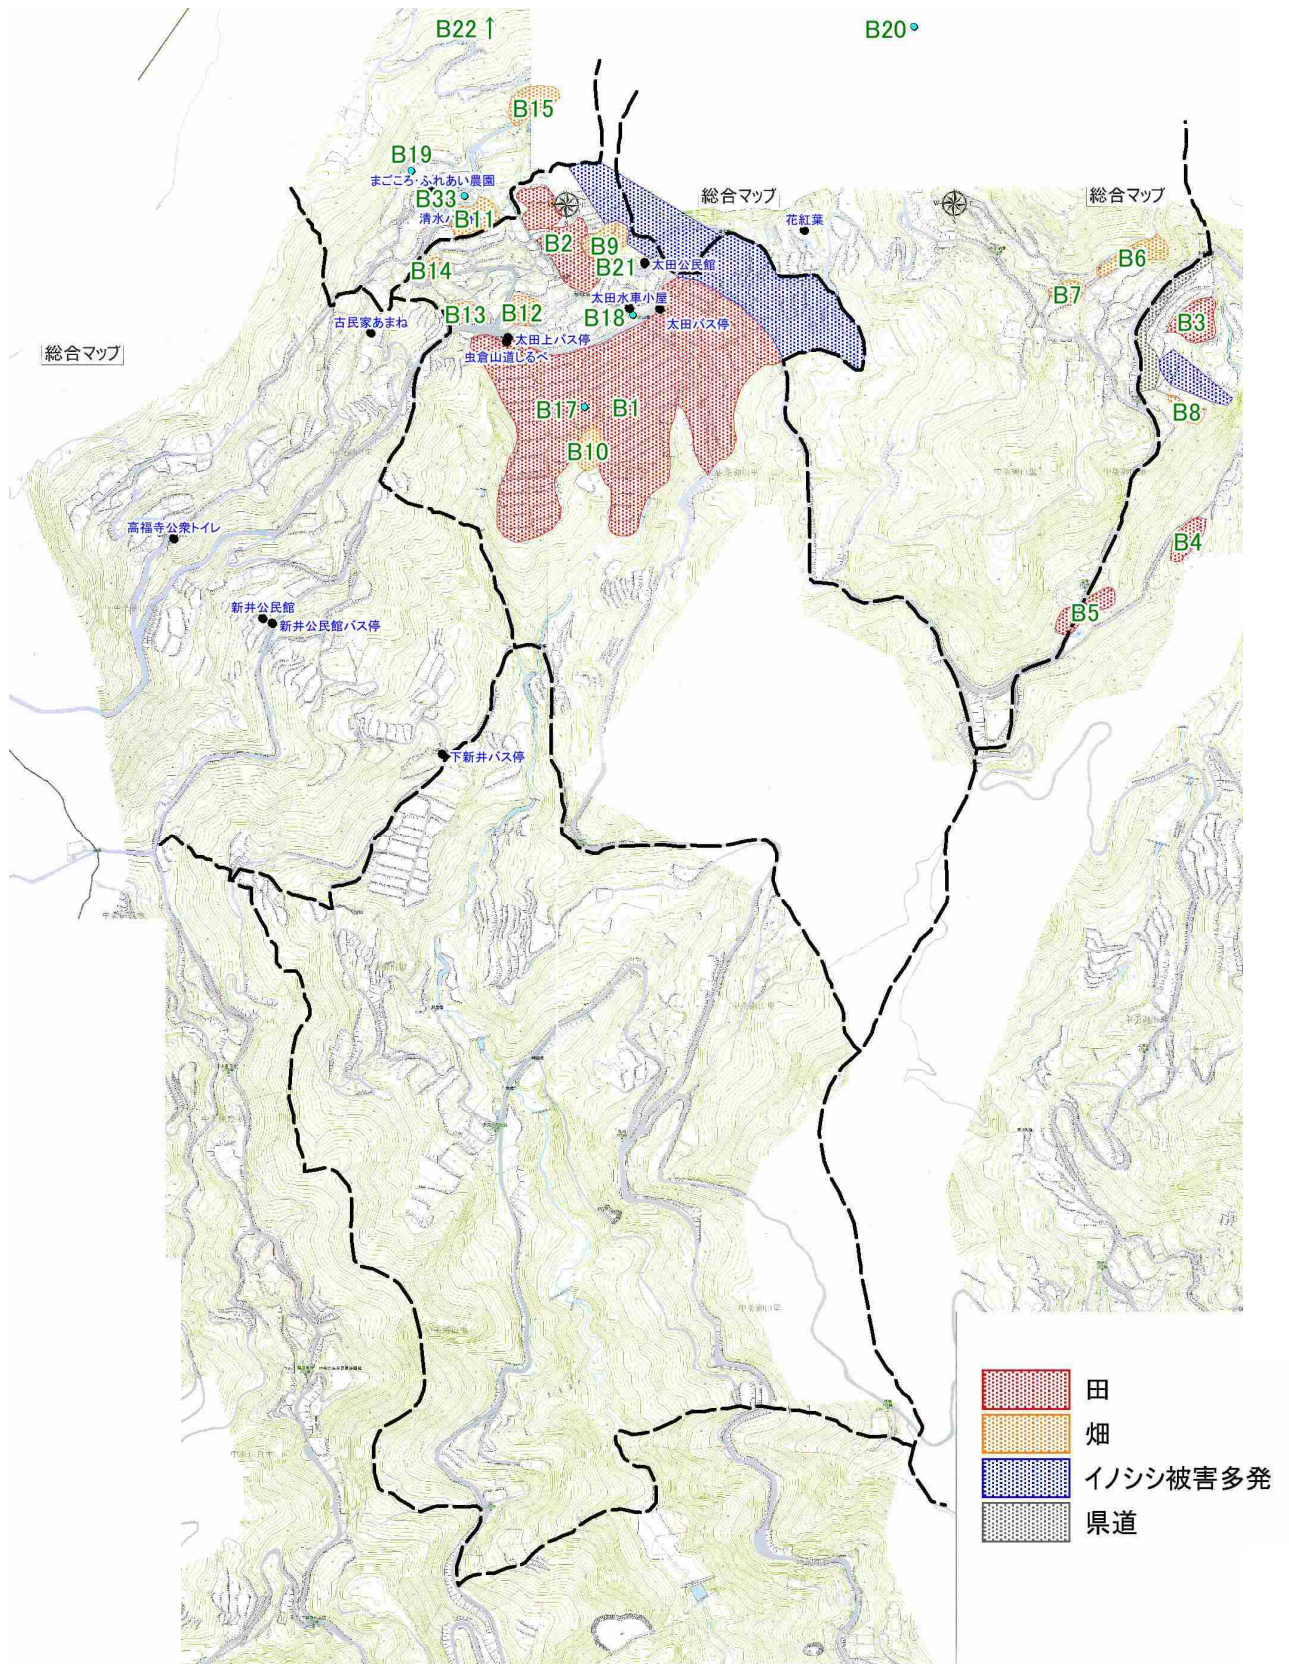 B22↑
B20
B15
B19
まごころ・ふれあい農園
B33
B11
B2
B9
B21
太田公民館
総合マップ
花紅葉
総合マップ
B6
B7
B3
B14
B13
B12
太田水車小屋
B18
太田バス停
古民家あまね
太田上バス停
虫倉山道しるべ
総合マップ
B17
B1
B8
B10
高福寺公衆トイレ
B4
新井公民館
新井公民館バス停
B5
下新井バス停
田
畑
イノシシ被害多発
県道